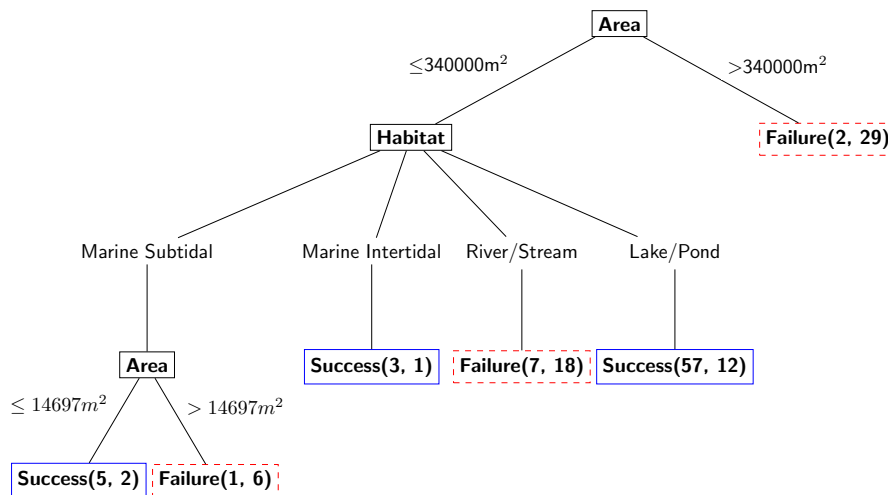 Area
≤340000m²
>340000m²
Habitat
Failure(2, 29)
Marine Subtidal
Marine Intertidal
River/Stream
Lake/Pond
Area
Success(3, 1)
Failure(7, 18)
Success(57, 12)
≤ 14697m²
> 14697m²
Success(5, 2)
Failure(1, 6)